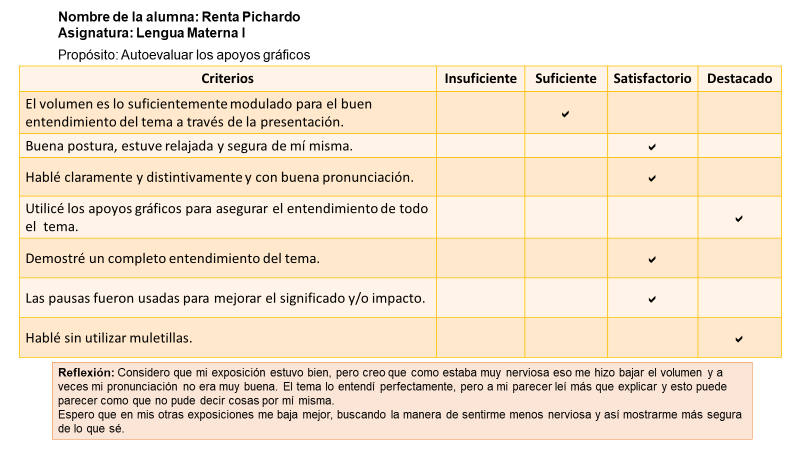 Nombre de la alumna: Renta Pichardo
Asignatura: Lengua Materna I
Propósito: Autoevaluar los apoyos gráficos
Criterios Insuficiente Suficiente Satisfactorio Destacado
El volumen es lo suficientemente modulado para el buen
entendimiento del tema a través de la presentación. ✓
Buena postura, estuve relajada y segura de mí misma. ✓
Hablé claramente y distintivamente y con buena pronunciación. ✓
Utilicé los apoyos gráficos para asegurar el entendimiento de todo
el tema. ✓
Demostré un completo entendimiento del tema. ✓
Las pausas fueron usadas para mejorar el significado y/o impacto. ✓
Hablé sin utilizar muletillas. ✓
Reflexión: Considero que mi exposición estuvo bien, pero creo que como estaba muy nerviosa eso me hizo bajar el volumen y a
veces mi pronunciación no era muy buena. El tema lo entendí perfectamente, pero a mi parecer leí más que explicar y esto puede
parecer como que no pude decir cosas por mí misma.
Espero que en mis otras exposiciones me baja mejor, buscando la manera de sentirme menos nerviosa y así mostrarme más segura
de lo que sé.